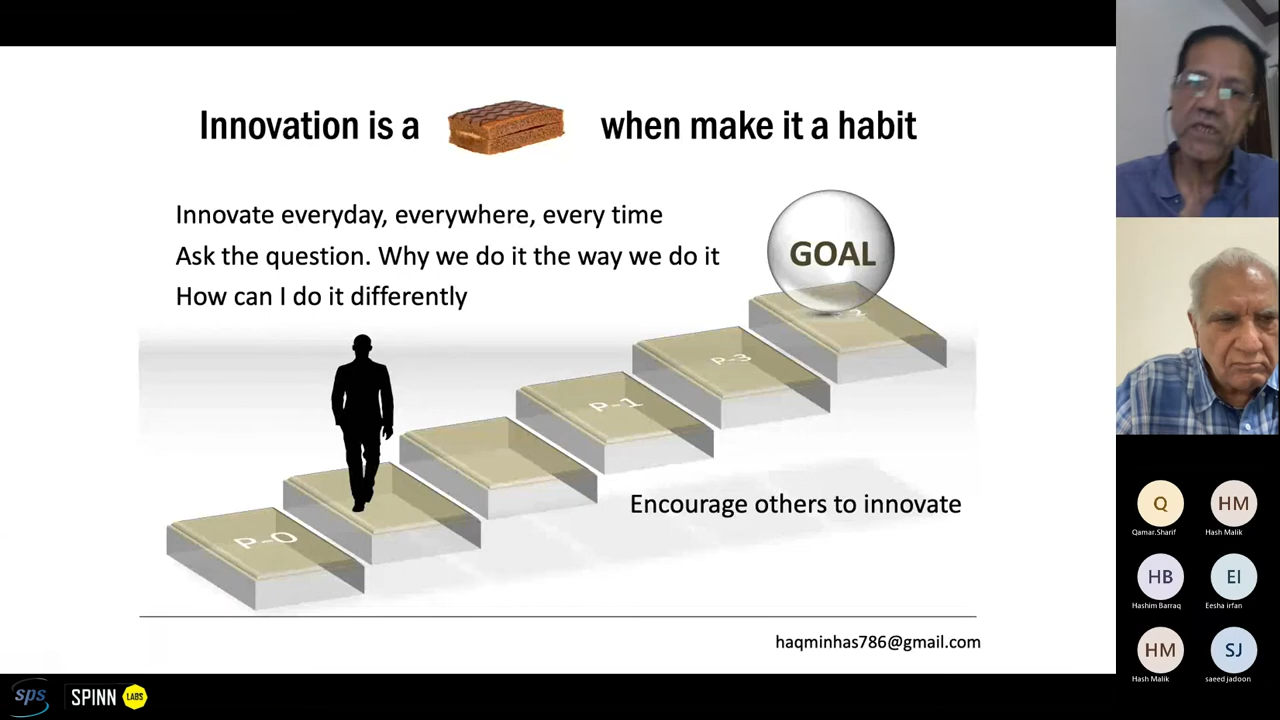 Innovation is a when make it a habit
Innovate everyday, everywhere, every time
Ask the question. Why we do it the way we do it
How can I do it differently
GOAL
P-3
P-1
P-0
Encourage others to innovate
haqminhas786@gmail.com
sps
SPINN LABS
Q
Qamar.Sharif
HM
Hash Malik
HB
Hashim Barraq
EI
Eesha irfan
HM
Hash Malik
SJ
saeed jadoon